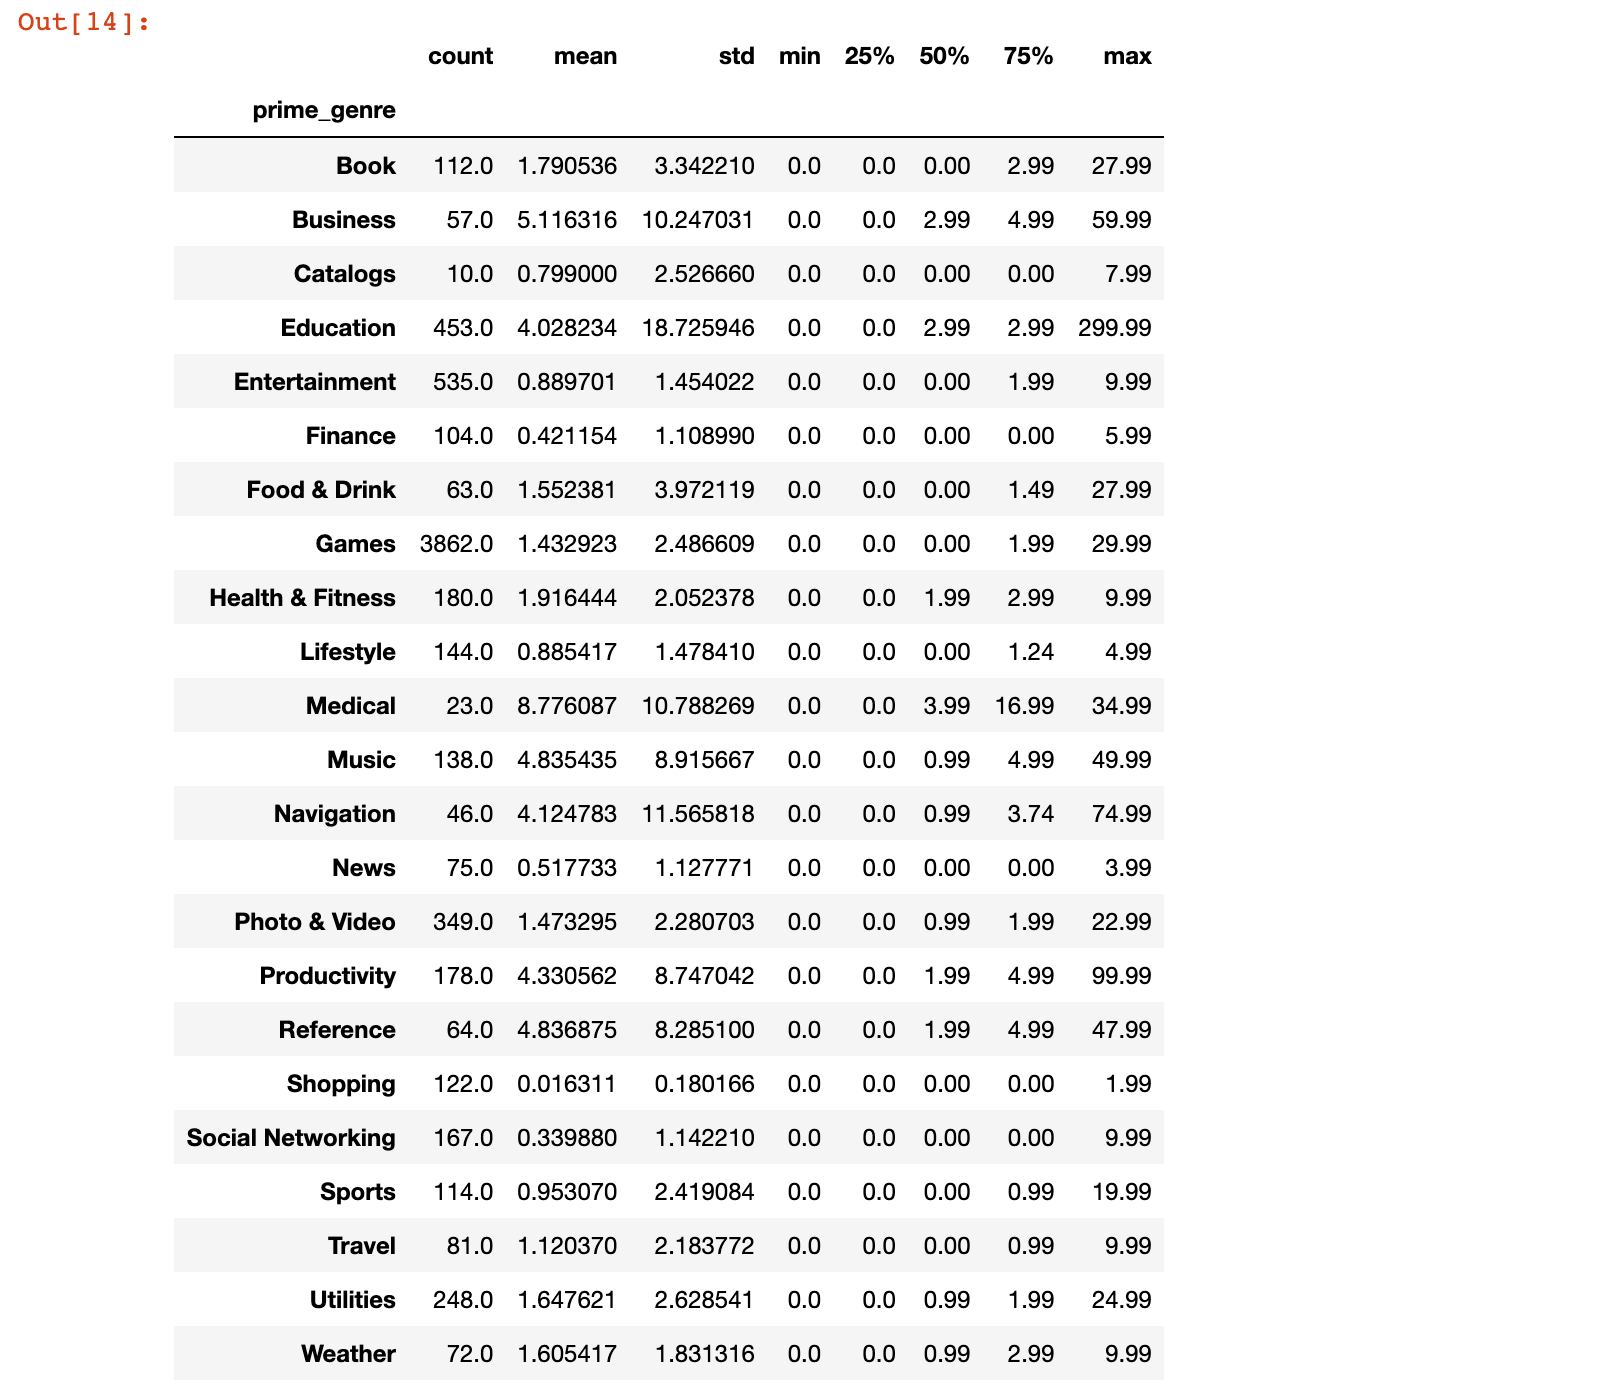 Out[14]:
count mean std min 25% 50% 75% max
prime_genre
Book 112.0 1.790536 3.342210 0.0 0.0 0.00 2.99 27.99
Business 57.0 5.116316 10.247031 0.0 0.0 2.99 4.99 59.99
Catalogs 10.0 0.799000 2.526660 0.0 0.0 0.00 0.00 7.99
Education 453.0 4.028234 18.725946 0.0 0.0 2.99 2.99 299.99
Entertainment 535.0 0.889701 1.454022 0.0 0.0 0.00 1.99 9.99
Finance 104.0 0.421154 1.108990 0.0 0.0 0.00 0.00 5.99
Food & Drink 63.0 1.552381 3.972119 0.0 0.0 0.00 1.49 27.99
Games 3862.0 1.432923 2.486609 0.0 0.0 0.00 1.99 29.99
Health & Fitness 180.0 1.916444 2.052378 0.0 0.0 1.99 2.99 9.99
Lifestyle 144.0 0.885417 1.478410 0.0 0.0 0.00 1.24 4.99
Medical 23.0 8.776087 10.788269 0.0 0.0 3.99 16.99 34.99
Music 138.0 4.835435 8.915667 0.0 0.0 0.99 4.99 49.99
Navigation 46.0 4.124783 11.565818 0.0 0.0 0.99 3.74 74.99
News 75.0 0.517733 1.127771 0.0 0.0 0.00 0.00 3.99
Photo & Video 349.0 1.473295 2.280703 0.0 0.0 0.99 1.99 22.99
Productivity 178.0 4.330562 8.747042 0.0 0.0 1.99 4.99 99.99
Reference 64.0 4.836875 8.285100 0.0 0.0 1.99 4.99 47.99
Shopping 122.0 0.016311 0.180166 0.0 0.0 0.00 0.00 1.99
Social Networking 167.0 0.339880 1.142210 0.0 0.0 0.00 0.00 9.99
Sports 114.0 0.953070 2.419084 0.0 0.0 0.00 0.99 19.99
Travel 81.0 1.120370 2.183772 0.0 0.0 0.00 0.99 9.99
Utilities 248.0 1.647621 2.628541 0.0 0.0 0.99 1.99 24.99
Weather 72.0 1.605417 1.831316 0.0 0.0 0.99 2.99 9.99